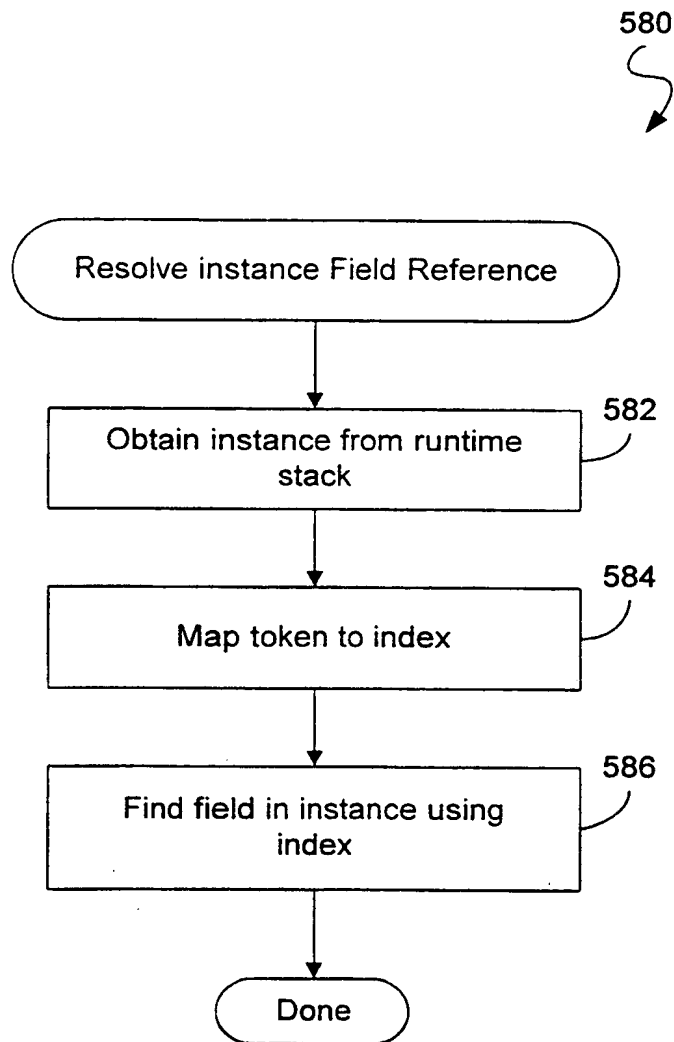 580
Resolve instance Field Reference
582
Obtain instance from runtime
stack
584
Map token to index
586
Find field in instance using
index
Done